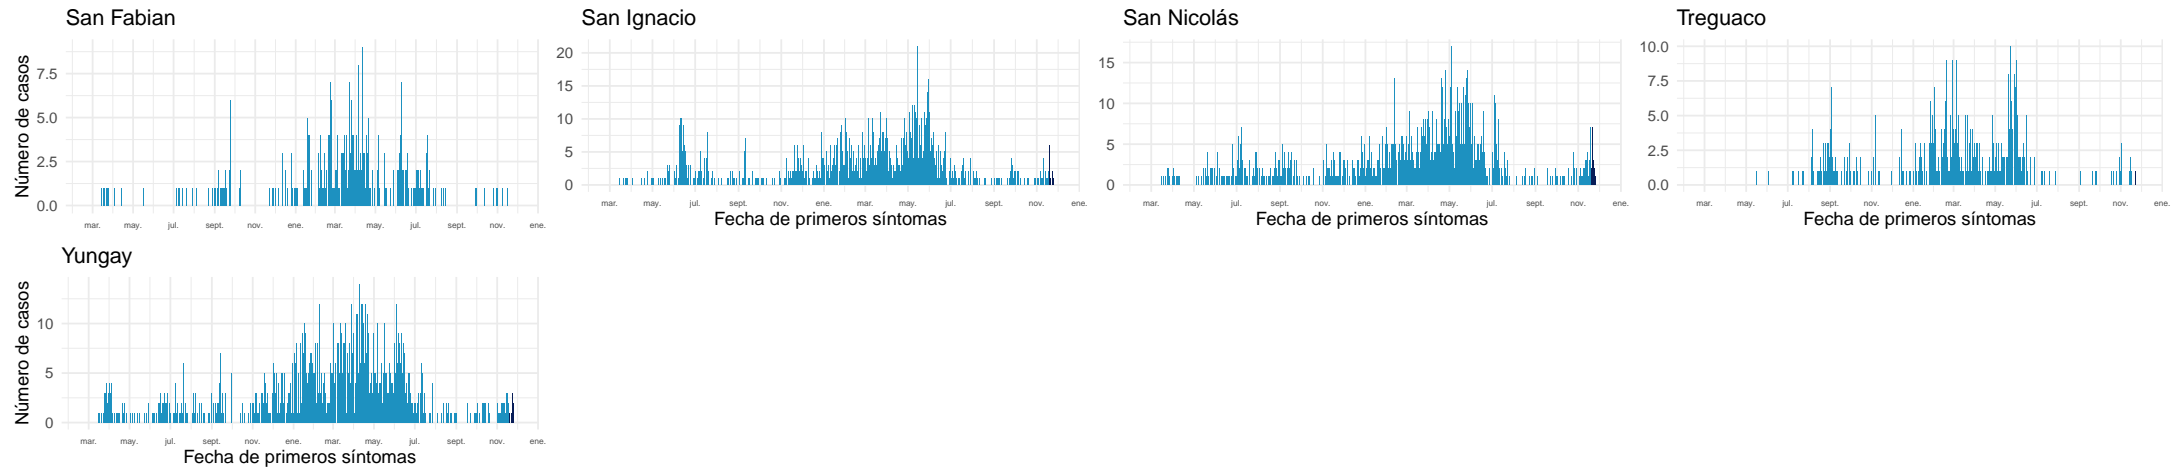 San Fabian
San Ignacio
San Nicolás
Treguaco
Número de casos
7.5
5.0
2.5
0.0
mar. may. jul. sept. nov. ene. mar. may. jul. sept. nov. ene.
20
15
10
5
0
mar. may. jul. sept. nov. ene. mar. may. jul. sept. nov. ene.
Fecha de primeros síntomas
15
10
5
0
mar. may. jul. sept. nov. ene. mar. may. jul. sept. nov. ene.
Fecha de primeros síntomas
10.0
7.5
5.0
2.5
0.0
mar. may. jul. sept. nov. ene. mar. may. jul. sept. nov. ene.
Fecha de primeros síntomas
Yungay
Número de casos
10
5
0
mar. may. jul. sept. nov. ene. mar. may. jul. sept. nov. ene.
Fecha de primeros síntomas